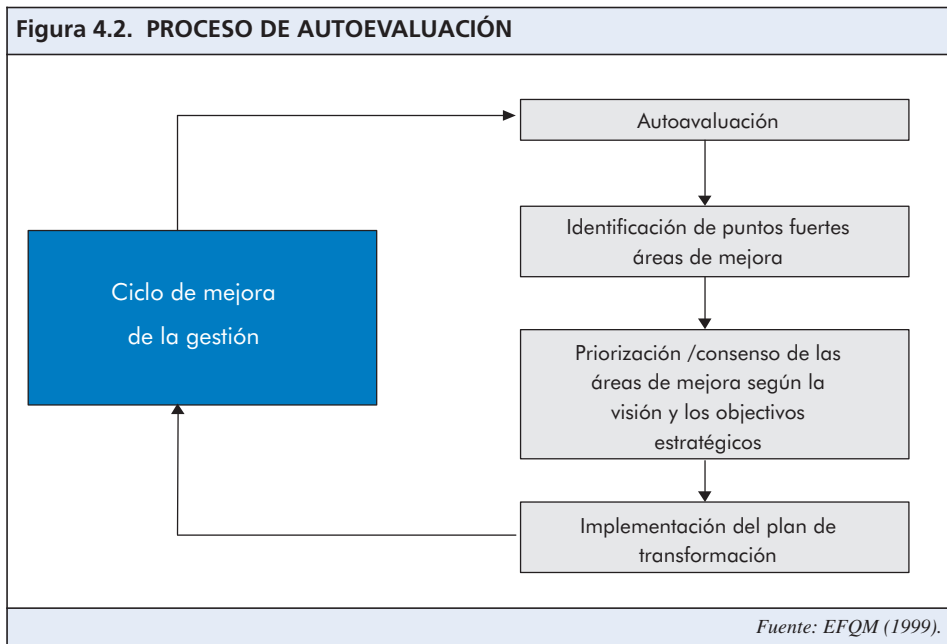 Figura 4.2. PROCESO DE AUTOEVALUACIÓN
Autoavaluación
Identificación de puntos fuertes
áreas de mejora
Ciclo de mejora
de la gestión
Priorización /consenso de las
áreas de mejora según la
visión y los objectivos
estratégicos
Implementación del plan de
transformación
Fuente: EFQM (1999).